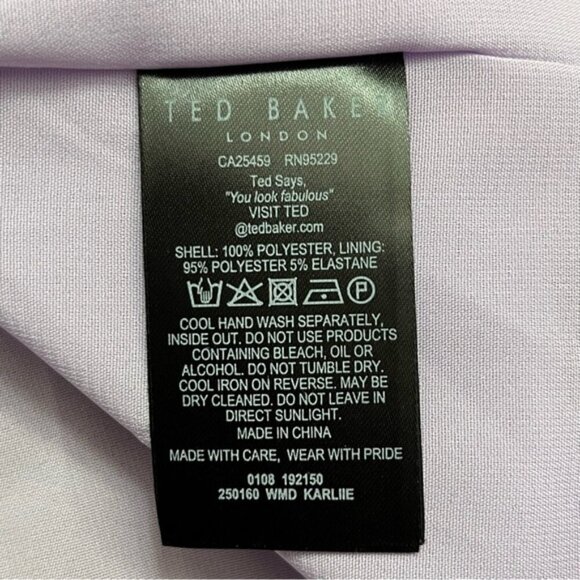 TED BAKER
LONDON
CA25459 RN95229
Ted Says,
"You look fabulous"
VISIT TED
@tedbaker.com
SHELL: 100% POLYESTER, LINING:
95% POLYESTER 5% ELASTANE
P
COOL HAND WASH SEPARATELY,
INSIDE OUT. DO NOT USE PRODUCTS
CONTAINING BLEACH, OIL OR
ALCOHOL. DO NOT TUMBLE DRY.
COOL IRON ON REVERSE. MAY BE
DRY CLEANED. DO NOT LEAVE IN
DIRECT SUNLIGHT.
MADE IN CHINA
MADE WITH CARE, WEAR WITH PRIDE
0108 192150
250160 WMD KARLIIE